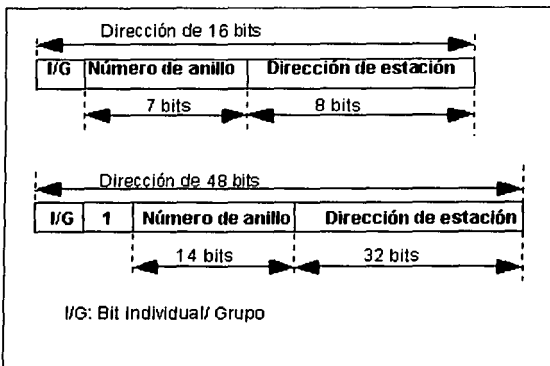 Dirección de 16 bits
I/G Número de anillo Dirección de estación
7 bits 8 bits
Dirección de 48 bits
I/G 1 Número de anillo Dirección de estación
14 bits 32 bits
I/G: Bit Individual/ Grupo